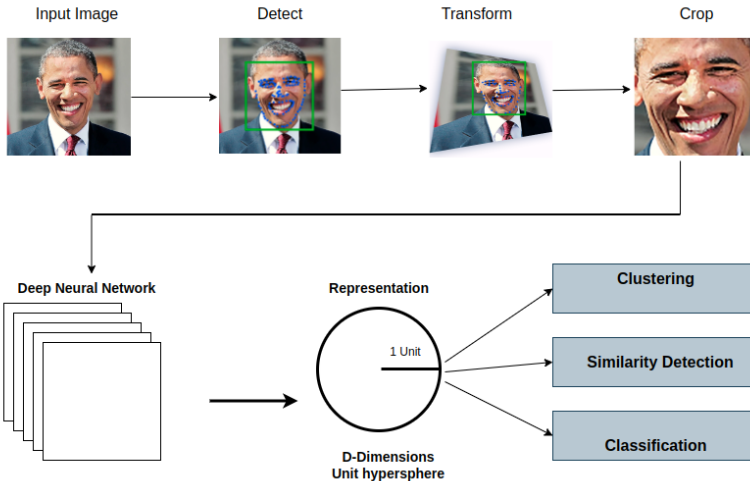 Input Image
Detect
Transform
Crop
Deep Neural Network
Representation
1 Unit
D-Dimensions
Unit hypersphere
Clustering
Similarity Detection
Classification